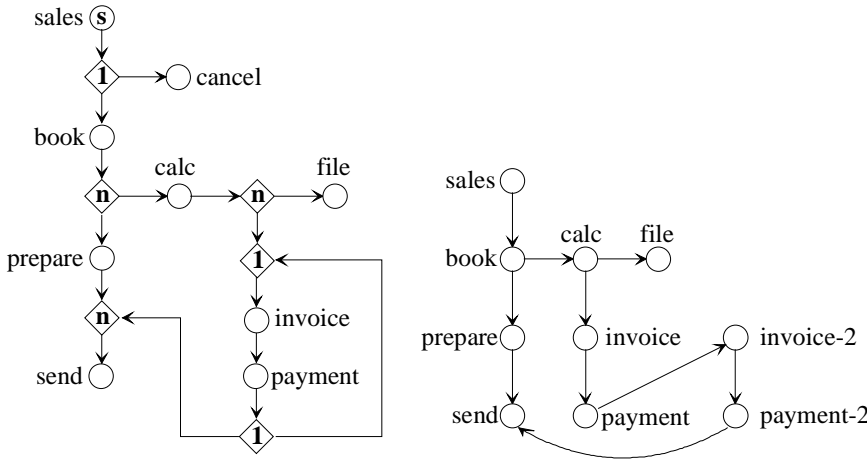 sales s
1 cancel
book
n calc n file
prepare 1
n invoice
send payment
1
sales
book calc file
prepare invoice invoice-2
send payment payment-2